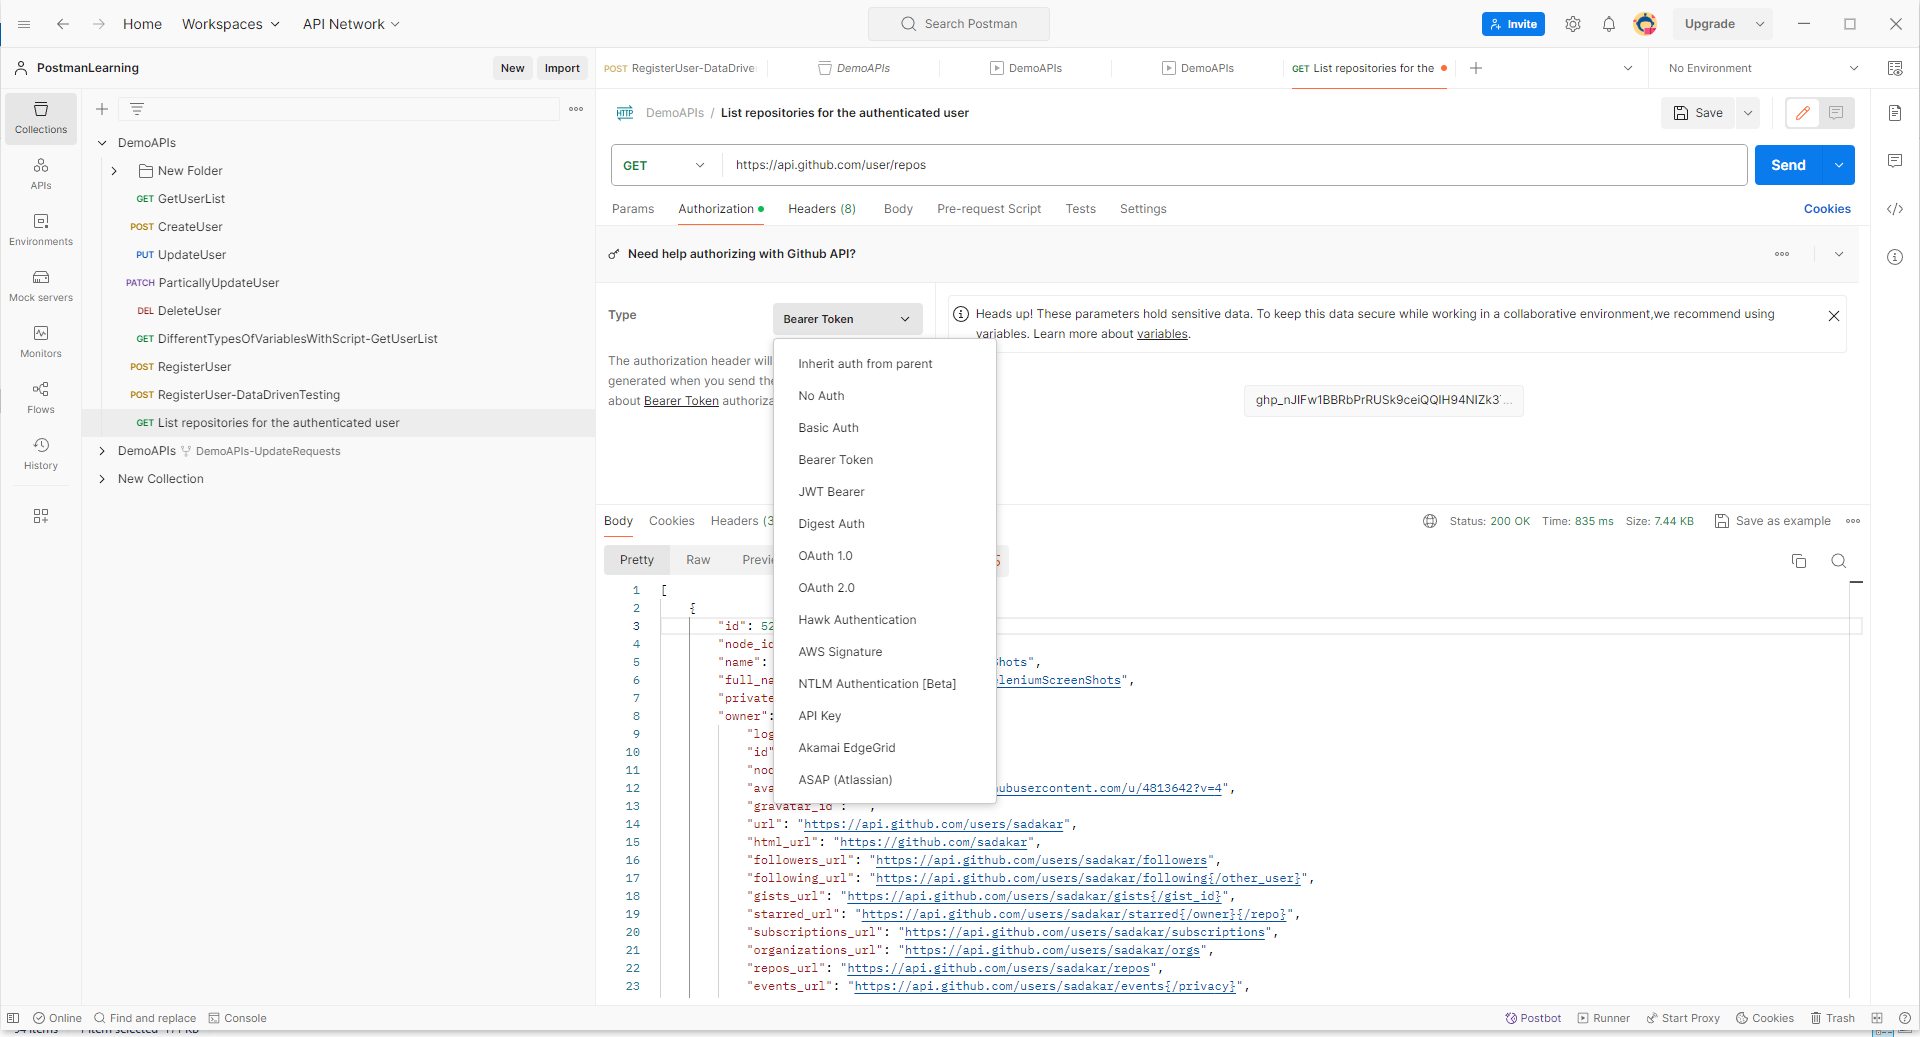 Home Workspaces API Network Search Postman Invite Upgrade
PostmanLearning New Import
POST RegisterUser-DataDrive DemoAPIs DemoAPIs DemoAPIs GET List repositories for the No Environment
Collections
APIs
Environments
Mock servers
Monitors
Flows
History
DemoAPIs
New Folder
GET GetUserList
POST CreateUser
PUT UpdateUser
PATCH ParticallyUpdateUser
DEL DeleteUser
GET DifferentTypesOfVariablesWithScript-GetUserList
POST RegisterUser
POST RegisterUser-DataDrivenTesting
GET List repositories for the authenticated user
DemoAPIs DemoAPIs-UpdateRequests
New Collection
HTTP DemoAPIs / List repositories for the authenticated user Save
GET https://api.github.com/user/repos Send
Params Authorization Headers (8) Body Pre-request Script Tests Settings Cookies
Need help authorizing with Github API?
Type Bearer Token
Heads up! These parameters hold sensitive data. To keep this data secure while working in a collaborative environment,we recommend using
variables. Learn more about variables.
The authorization header will
generated when you send the
about Bearer Token authoriza
Inherit auth from parent
No Auth
Basic Auth
Bearer Token
JWT Bearer
Digest Auth
OAuth 1.0
OAuth 2.0
Hawk Authentication
AWS Signature
NTLM Authentication [Beta]
API Key
Akamai EdgeGrid
ASAP (Atlassian)
Body Cookies Headers (3 Status: 200 OK Time: 835 ms Size: 7.44 KB Save as example
Pretty Raw Previ
1 [
2 {
3 "id": 52
4 "node_id
5 "name": Shots",
6 "full_na eleniumScreenShots",
7 "private
8 "owner":
9 "log
10 "id"
11 "nod
12 "ava ubusercontent.com/u/4813642?v=4",
13 "gravatar_id": ",
14 "url": "https://api.github.com/users/sadakar",
15 "html_url": "https://github.com/sadakar",
16 "followers_url": "https://api.github.com/users/sadakar/followers",
17 "following_url": "https://api.github.com/users/sadakar/following{/other_user}",
18 "gists_url": "https://api.github.com/users/sadakar/gists{/gist_id}",
19 "starred_url": "https://api.github.com/users/sadakar/starred{/owner}{/repo}",
20 "subscriptions_url": "https://api.github.com/users/sadakar/subscriptions",
21 "organizations_url": "https://api.github.com/users/sadakar/orgs",
22 "repos_url": "https://api.github.com/users/sadakar/repos",
23 "events_url": "https://api.github.com/users/sadakar/events{/privacy}",
Online Find and replace Console Postbot Runner Start Proxy Cookies Trash